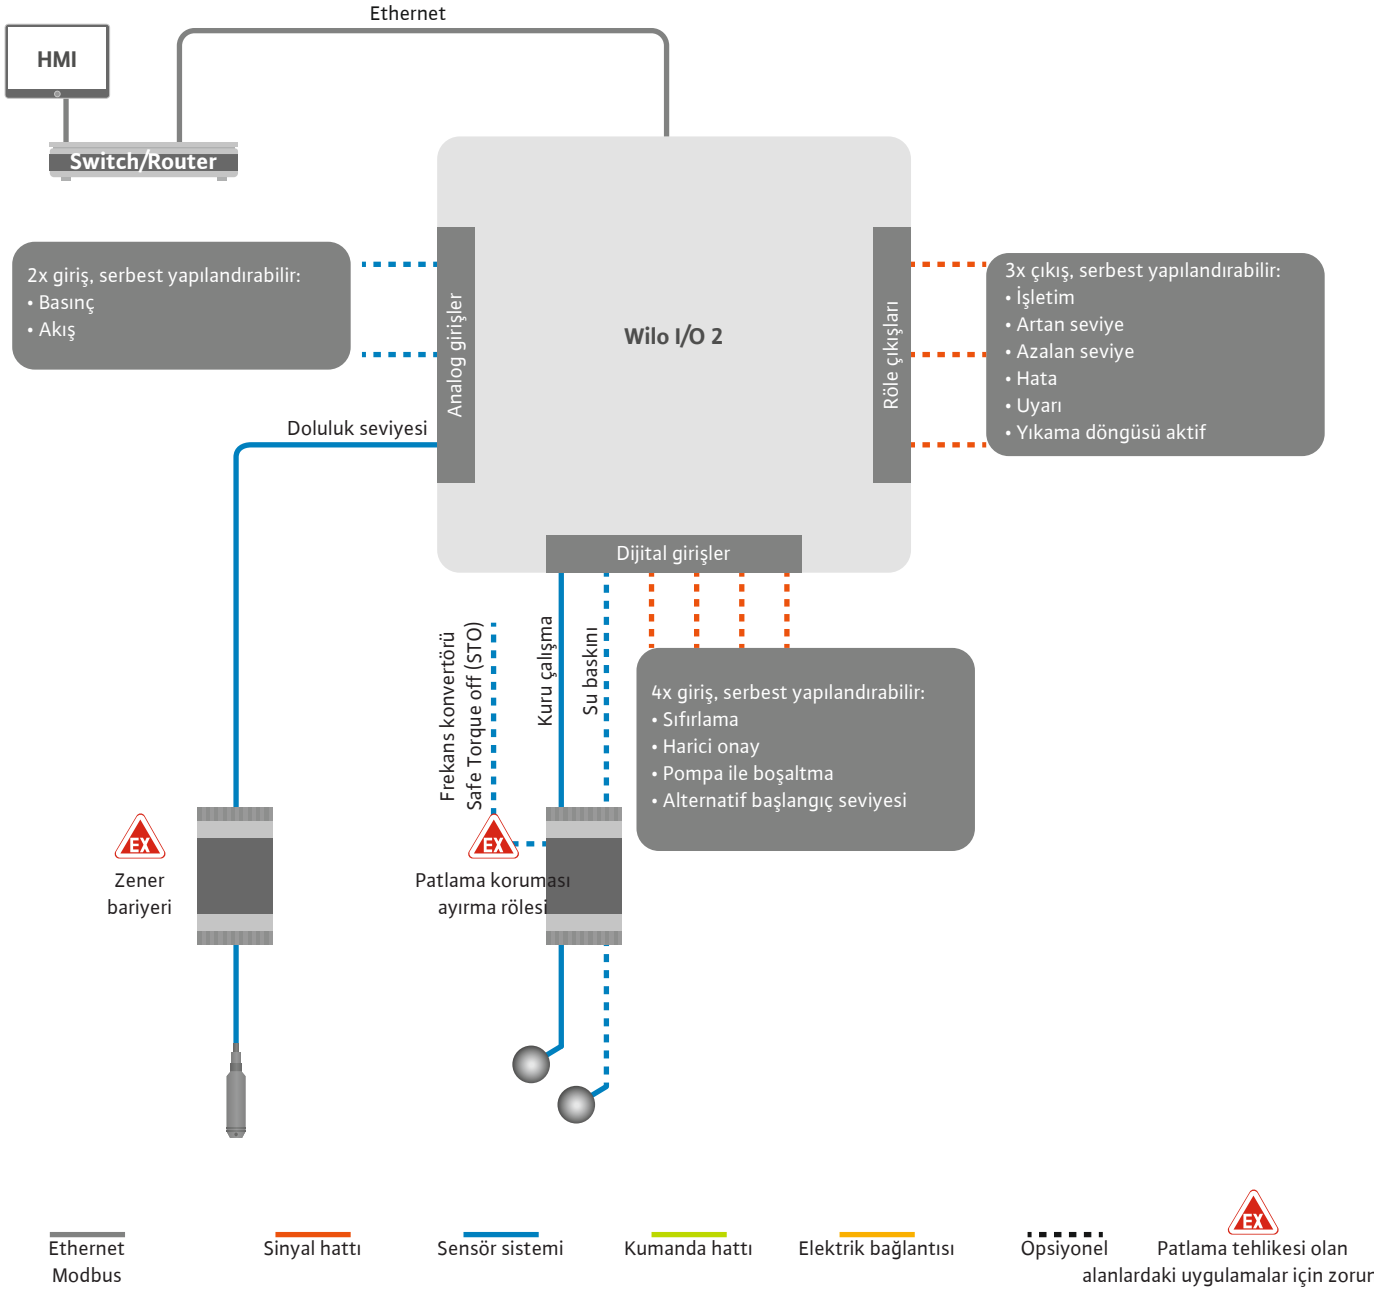 Ethernet
HMI
Switch/Router
2x giriş, serbest yapılandırabilir:
• Basınç
• Akış
Analog girişler
Wilo I/O 2
Röle çıkışları
3x çıkış, serbest yapılandırabilir:
• İşletim
• Artan seviye
• Azalan seviye
• Hata
• Uyarı
• Yıkama döngüsü aktif
Doluluk seviyesi
Dijital girişler
Frekans konvertörü
Safe Torque off (STO)
Kuru çalışma
Su baskını
4x giriş, serbest yapılandırabilir:
• Sıfırlama
• Harici onay
• Pompa ile boşaltma
• Alternatif başlangıç seviyesi
EX
Zener
bariyeri
EX
Patlama koruması
ayırma rölesi
Ethernet
Modbus
Sinyal hattı
Sensör sistemi
Kumanda hattı
Elektrik bağlantısı
Opsiyonel
EX
Patlama tehlikesi olan
alanlardaki uygulamalar için zorun